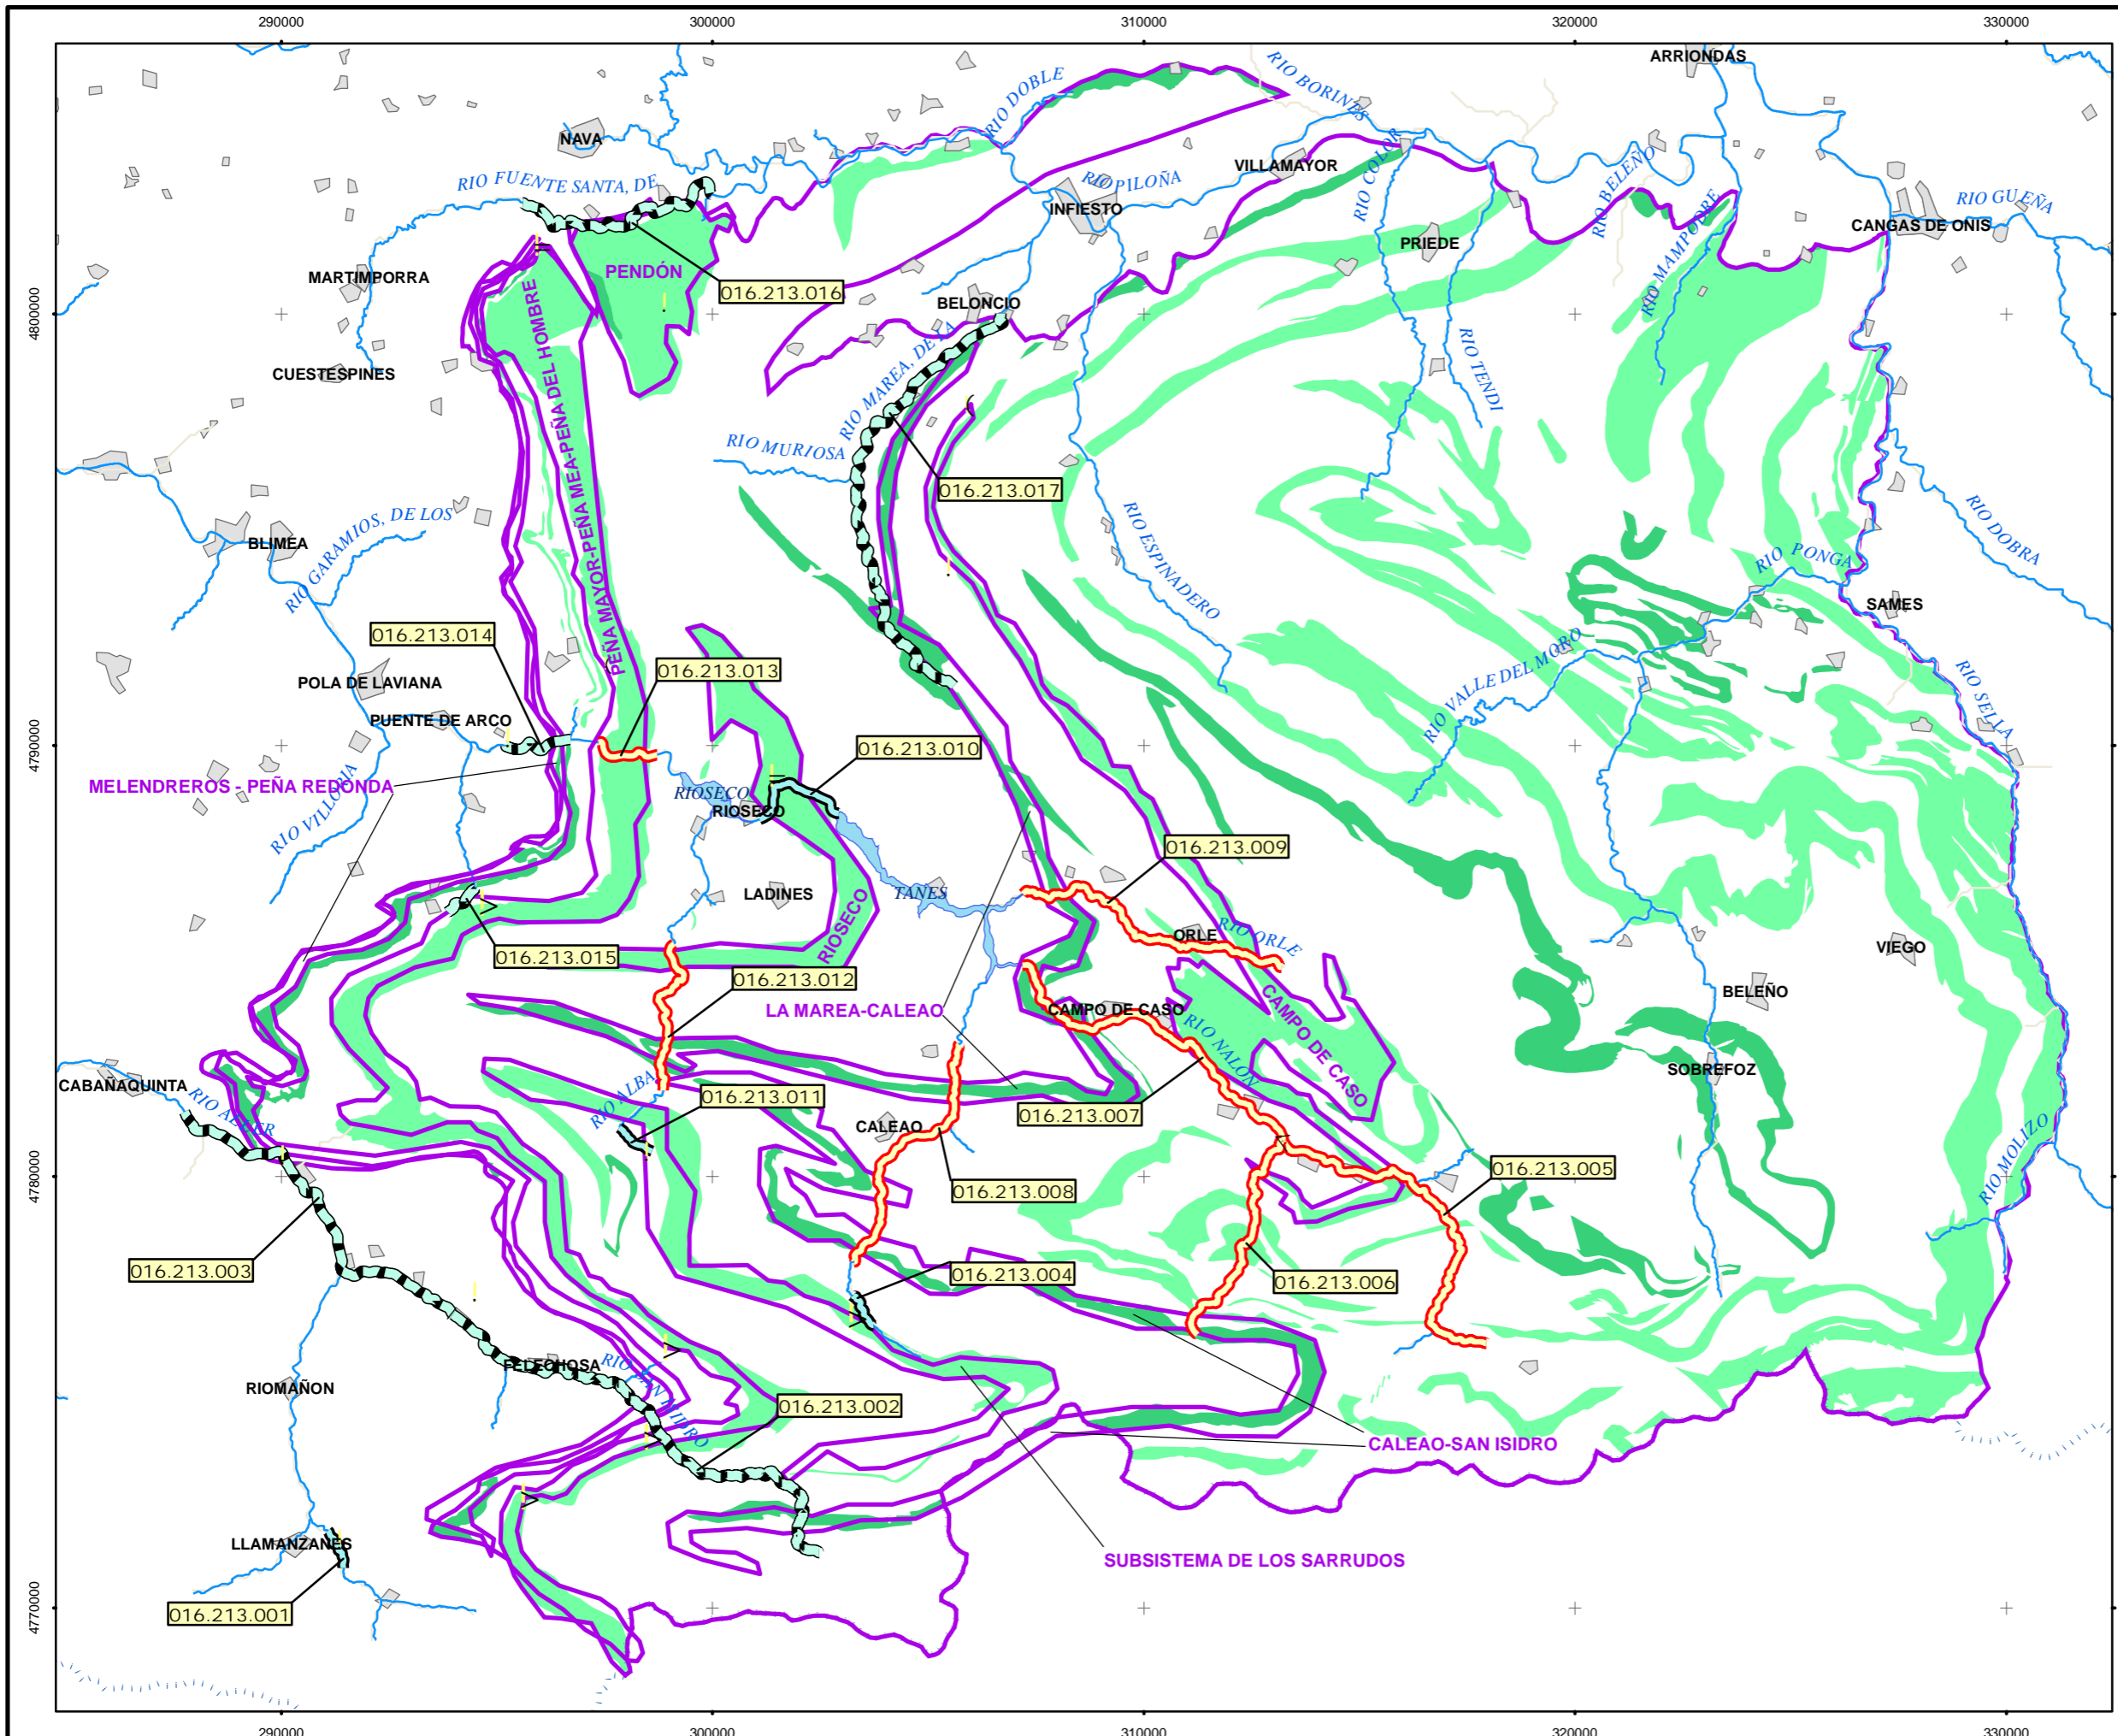 290000
300000
310000
320000
330000
ARRIONDAS
RIO DOBLE
RIO BORINES
NAVA
RIO FUENTE SANTA, DE
RIO PILOÑA
VILLAMAYOR
RIO COLOR
RIO BELEÑO
RIO MAMPODRE
RIO GUEÑA
INFIESTO
CANGAS DE ONIS
PRIEDE
MARTIMPORRA
PENDÓN
016.213.016
BELONCIO
4800000
CUESTESPINES
RIO MAREA, DE LA
RIO TENDI
PEÑA MAYOR-PEÑA MEA-PEÑA DEL HOMBRE
RIO MURIOSA
016.213.017
RIO GARAMIOS, DE LOS
BLIMEA
RIO ESPINADERO
RIO PONGA
RIO DOBRA
SAMES
016.213.014
016.213.013
RIO VALLE DEL MORO
RIO SELLA
POLA DE LAVIANA
PUENTE DE ARCO
4790000
016.213.010
MELENDREROS - PEÑA REDONDA
RIOSECO
RIOSECO
RIO VILLORIA
016.213.009
LADINES
TANES
RIOSECO
ORLE
RIO ORLE
VIEGO
016.213.015
016.213.012
LA MAREA-CALEAO
CAMPO DE CASO
CAMPO DE CASO
RIO NALON
BELEÑO
SOBREFOZ
CABAÑAQUINTA
RIO ALLER
RIO ALBA
016.213.011
016.213.007
CALEAO
RIO MOLIZO
4780000
016.213.005
016.213.008
016.213.003
016.213.004
016.213.006
FELECHOSA
RIO SAN ISIDRO
RIOMAÑON
016.213.002
CALEAO-SAN ISIDRO
LLAMANZANES
SUBSISTEMA DE LOS SARRUDOS
4770000
016.213.001
290000
300000
310000
320000
330000